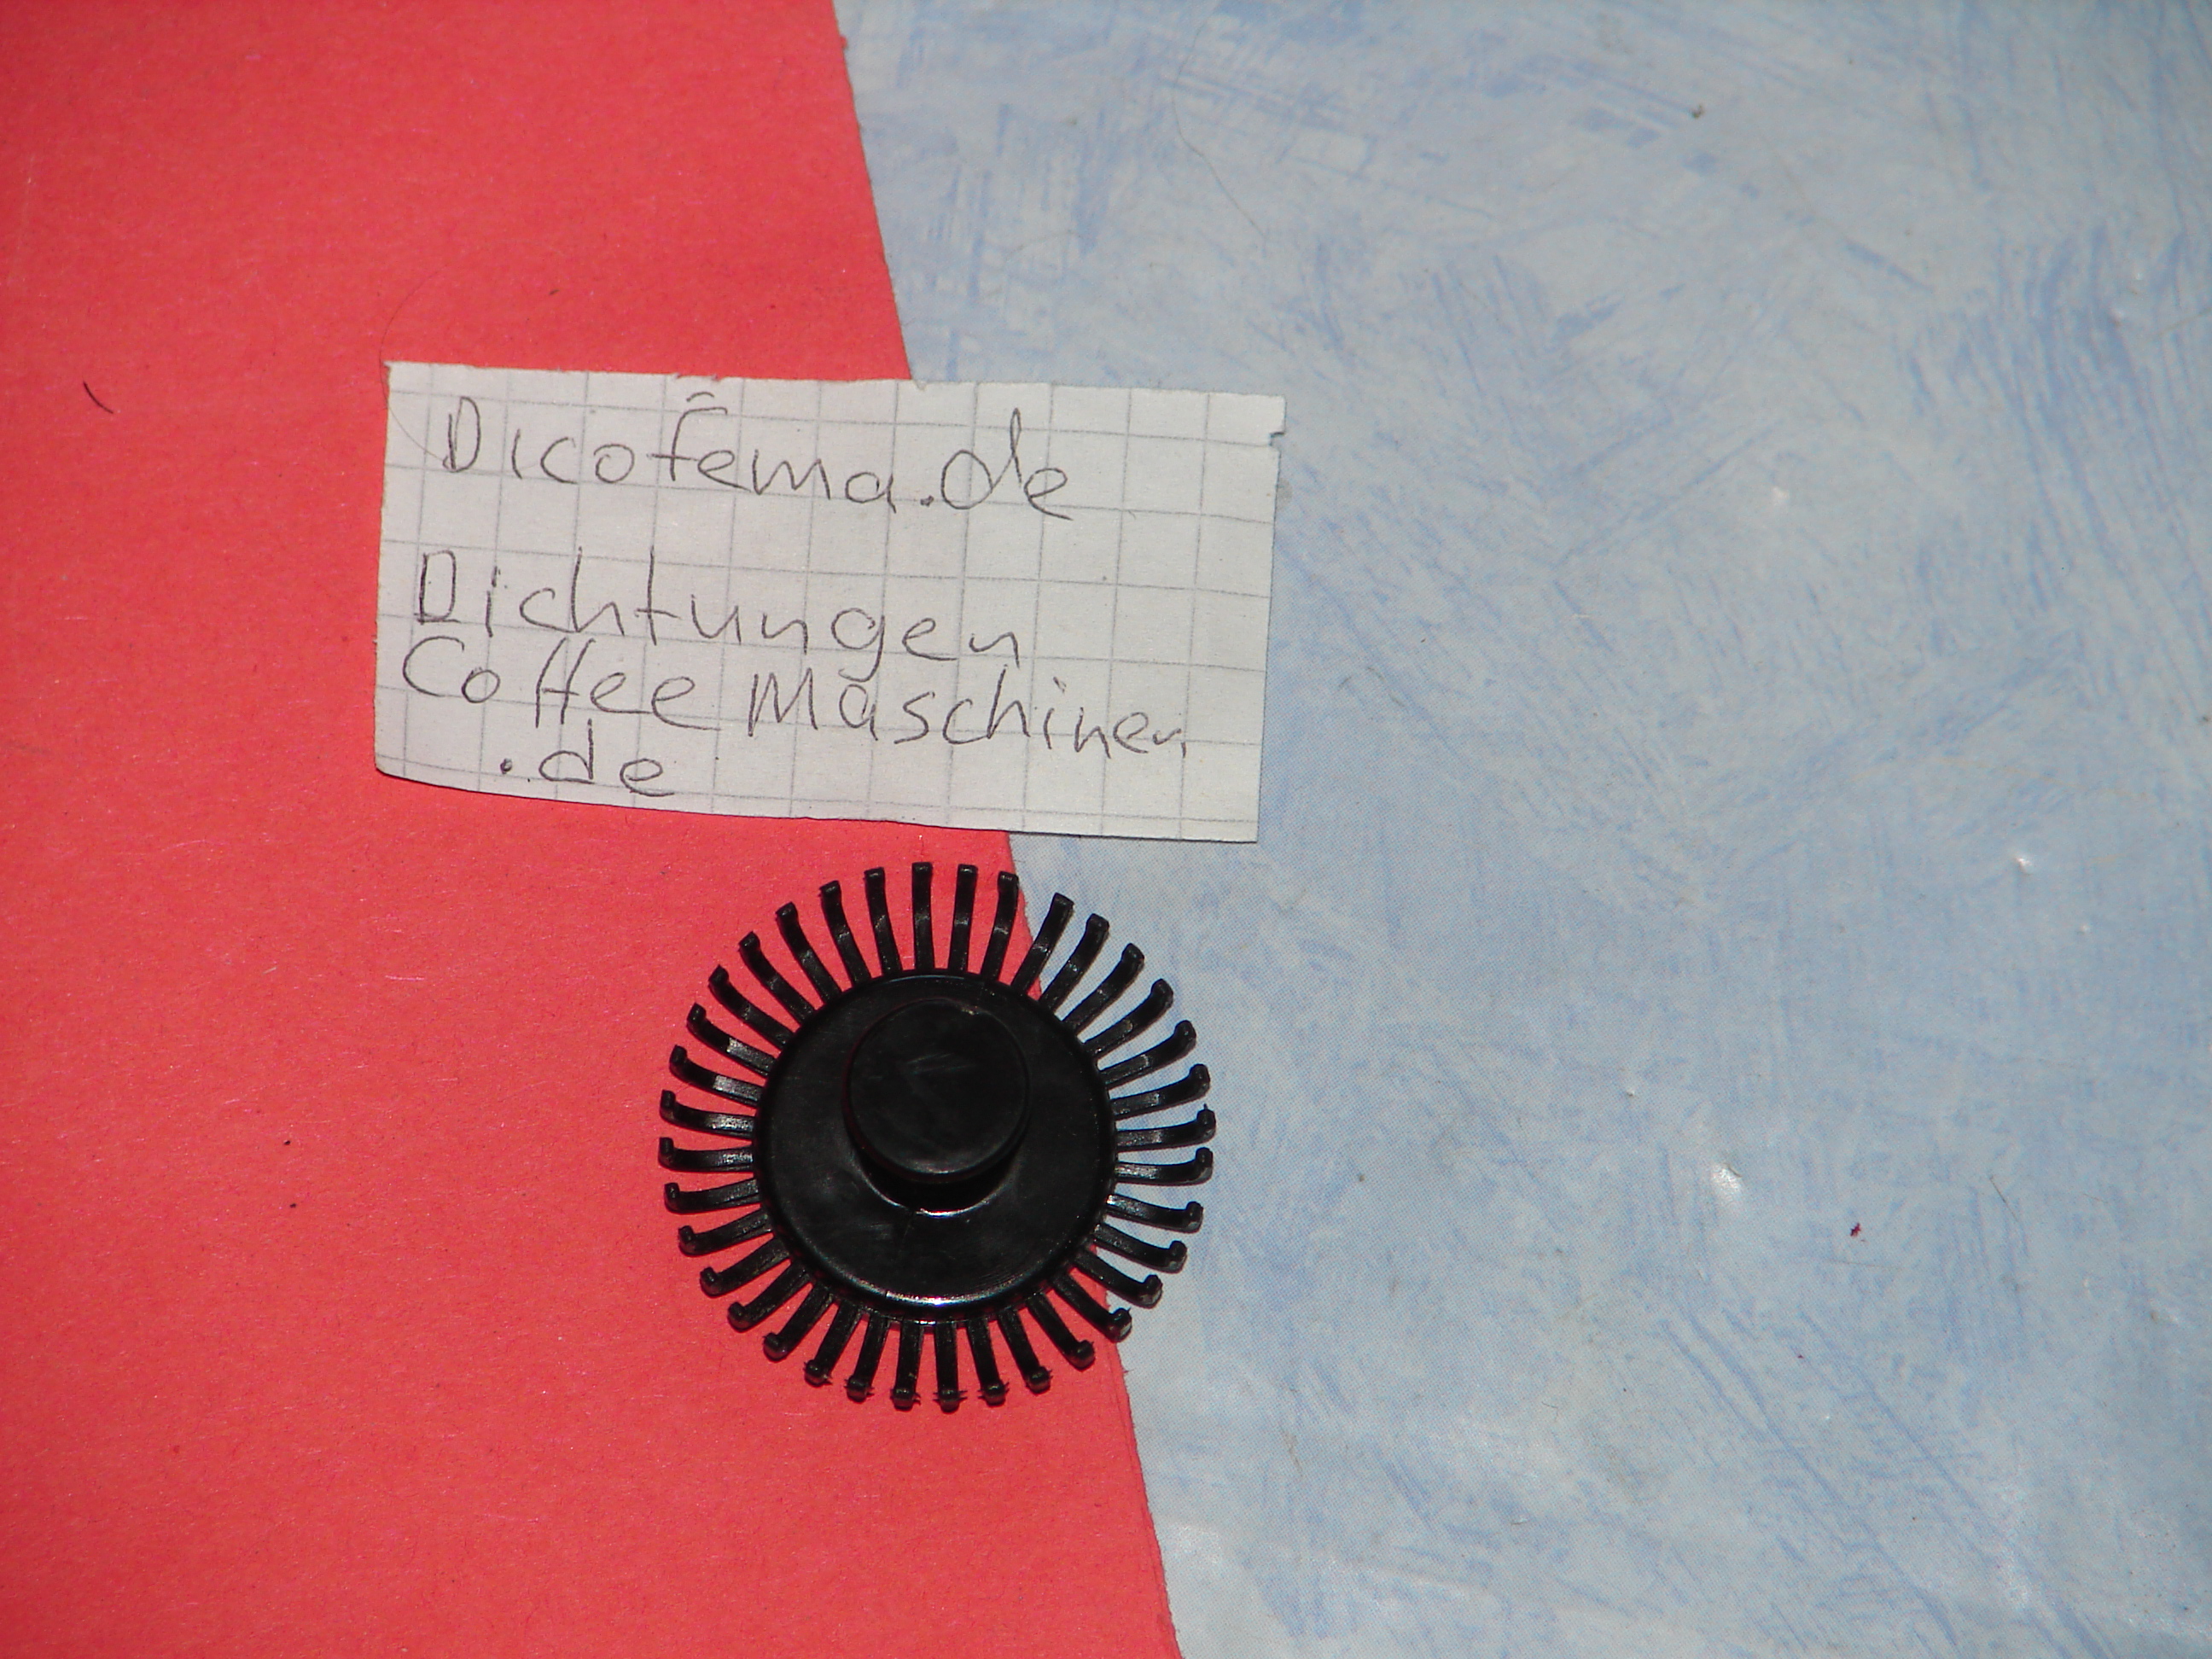 Dicofema.de
Dichtungen
Coffee Maschinen
.de